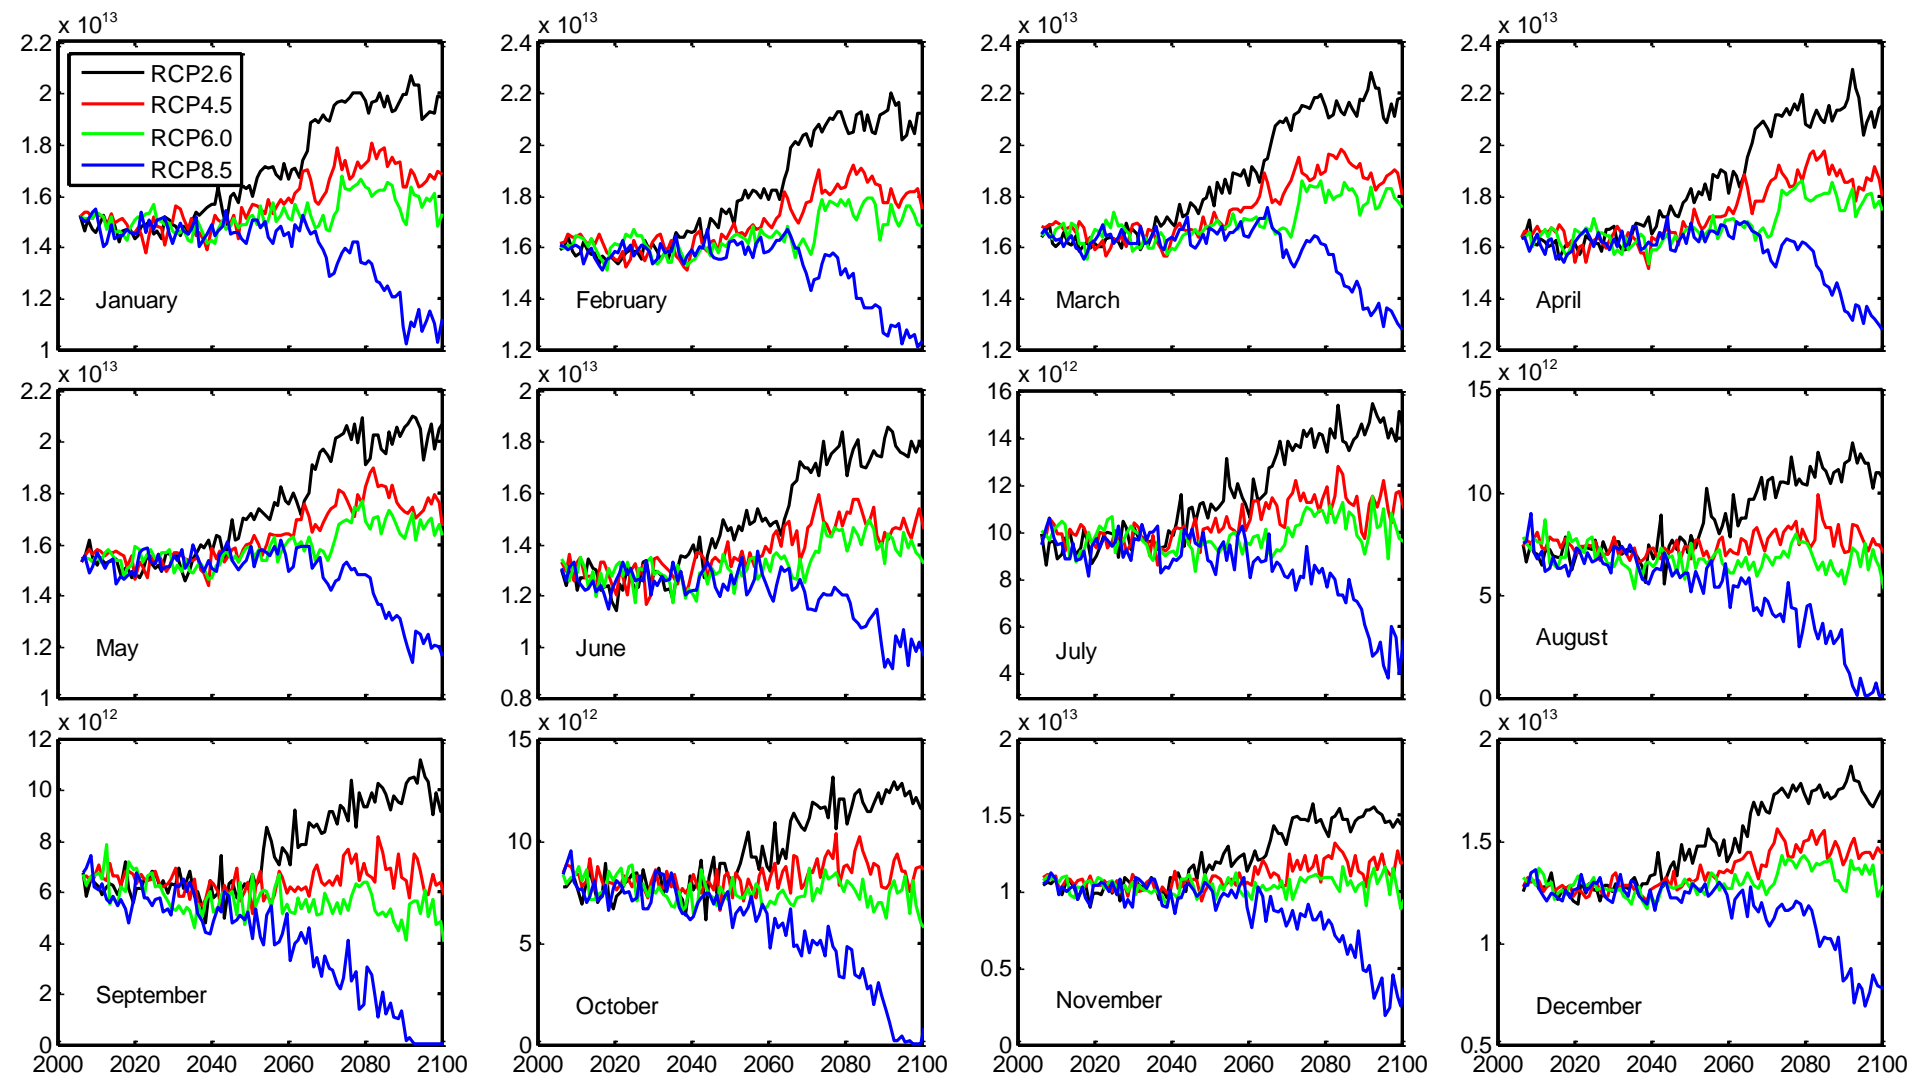 x 10^13 x 10^13 x 10^13 x 10^13
2.2 2.4 2.4 2.4
RCP2.6
RCP4.5
RCP6.0
RCP8.5
2 2.2 2.2 2.2
1.8 2 2 2
1.6 1.8 1.8 1.8
1.4 1.6 1.6 1.6
1.2 1.4 1.4 1.4
January February March April
1 1.2 1.2 1.2
x 10^13 x 10^13 x 10^12 x 10^12
2.2 2 16 15
2 1.8 14
1.8 1.6 12 10
1.6 1.4 10
1.4 1.2 8 5
1.2 1 6
May June July August
4
1 0.8 0
x 10^12 x 10^12 x 10^13 x 10^13
12 15 2 2
10
8 10 1.5 1.5
6
4 5 1 1
2 0.5
September October November December
0 0 0 0.5
2000 2020 2040 2060 2080 2100 2000 2020 2040 2060 2080 2100 2000 2020 2040 2060 2080 2100 2000 2020 2040 2060 2080 2100